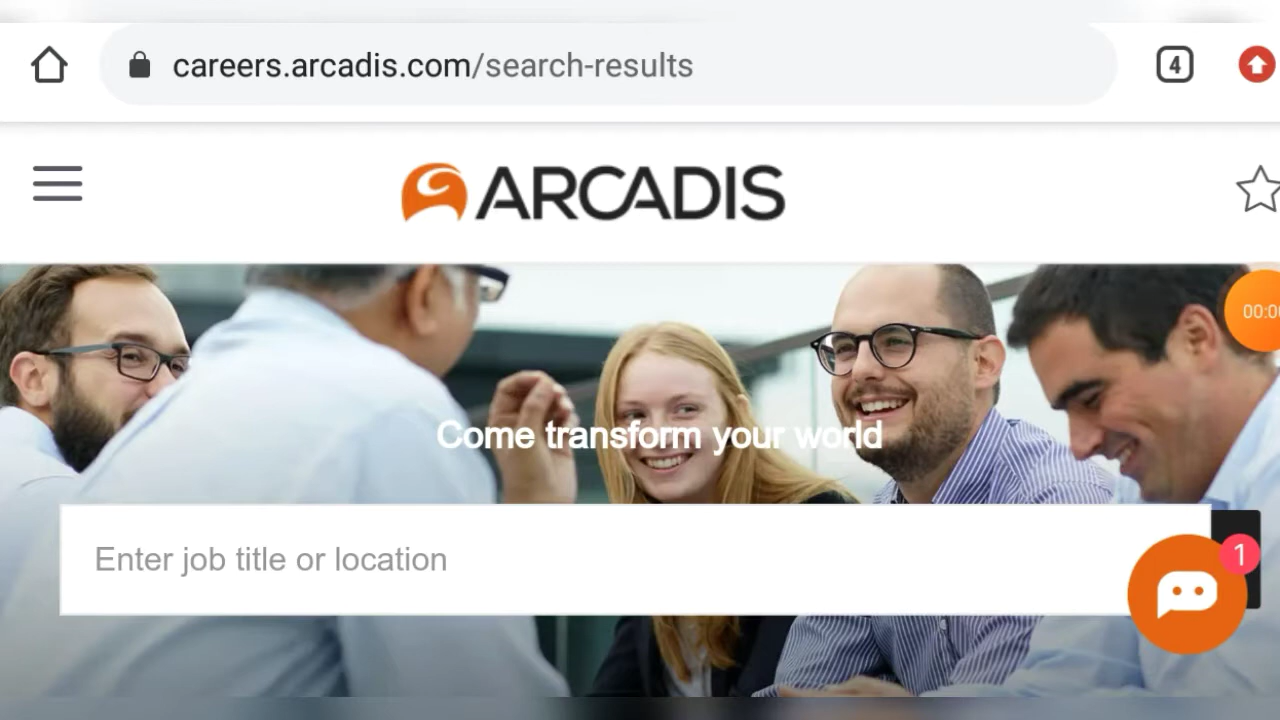 careers.arcadis.com/search-results
4
ARCADIS
00:0
Come transform your world
Enter job title or location
1